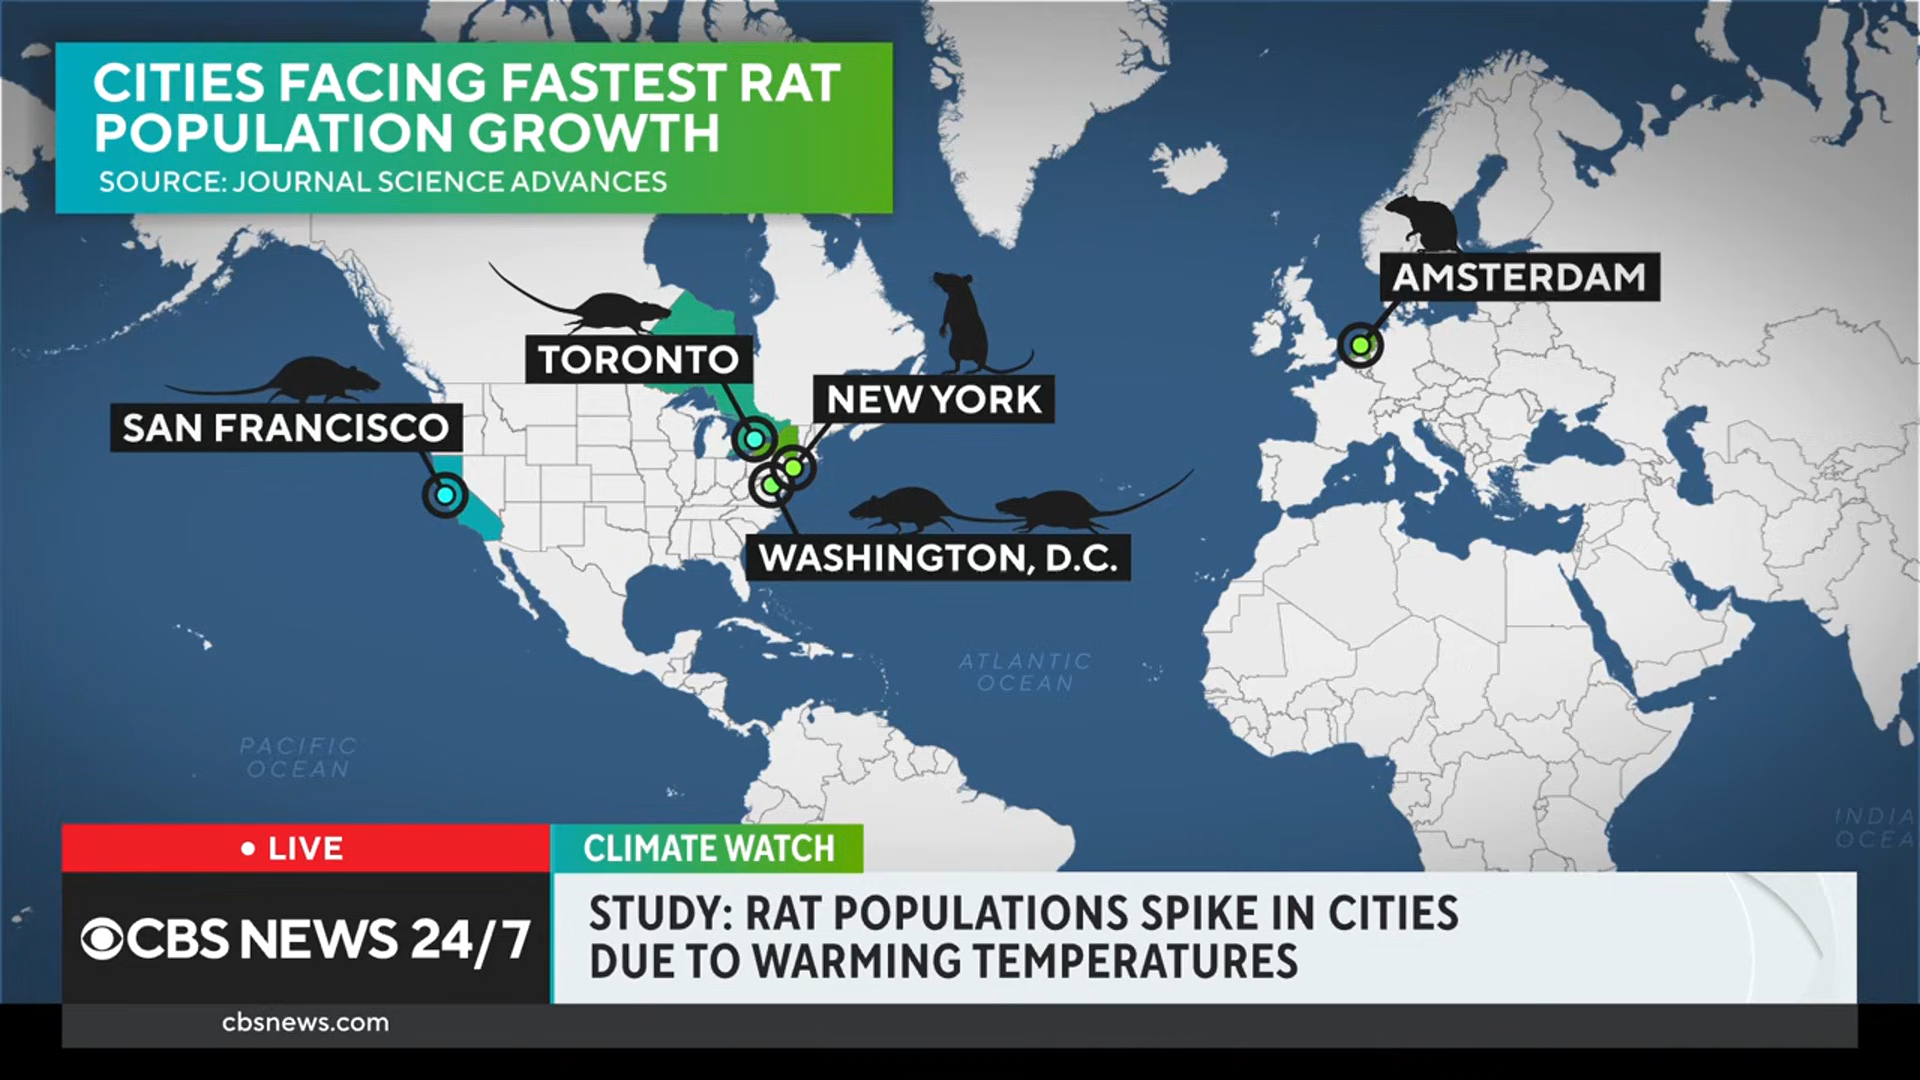 CITIES FACING FASTEST RAT
POPULATION GROWTH
SOURCE: JOURNAL SCIENCE ADVANCES
AMSTERDAM
TORONTO
NEW YORK
SAN FRANCISCO
WASHINGTON, D.C.
ATLANTIC
OCEAN
PACIFIC
OCEAN
INDIA
OCEA
• LIVE
CLIMATE WATCH
CBS NEWS 24/7
STUDY: RAT POPULATIONS SPIKE IN CITIES
DUE TO WARMING TEMPERATURES
cbsnews.com